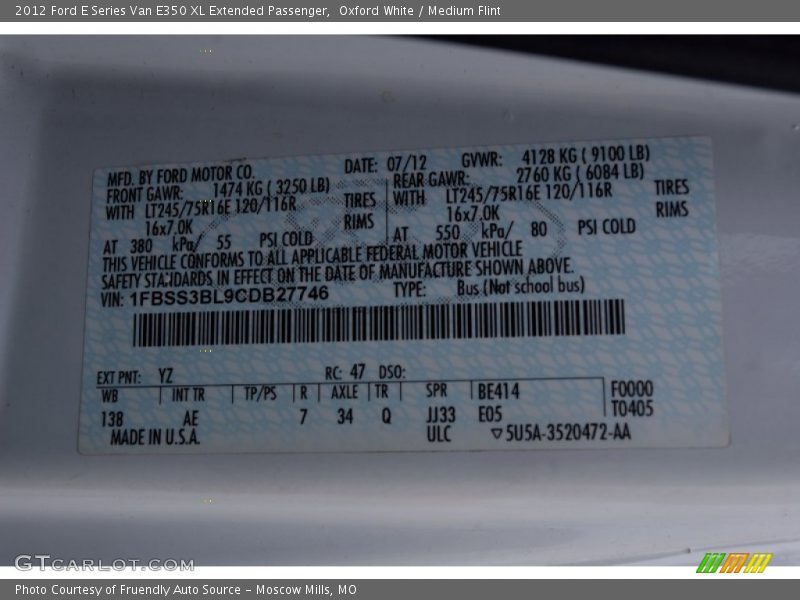 2012 Ford E Series Van E350 XL Extended Passenger,  Oxford White / Medium Flint
MFD. BY FORD MOTOR CO. DATE: 07/12 GVWR: 4128 KG ( 9100 LB)
FRONT GAWR: 1474 KG ( 3250 LB) REAR GAWR: 2760 KG ( 6084 LB)
WITH LT245/75R16E 120/116R TIRES WITH LT245/75R16E 120/116R TIRES
16x7.0K RIMS 16x7.0K RIMS
AT 380 kPa/ 55 PSI COLD AT 550 kPa/ 80 PSI COLD
THIS VEHICLE CONFORMS TO ALL APPLICABLE FEDERAL MOTOR VEHICLE
SAFETY STANDARDS IN EFFECT ON THE DATE OF MANUFACTURE SHOWN ABOVE.
VIN: 1FBSS3BL9CDB27746 TYPE: Bus (Not school bus)
EXT PNT: YZ RC: 47 DSO:
WB INT TR TP/PS R AXLE TR SPR BE414 F0000
138 AE 7 34 Q JJ33 E05 T0405
MADE IN U.S.A. ULC ▽5U5A-3520472-AA
GTCARLOT.COM
Photo Courtesy of Fruendly Auto Source – Moscow Mills, MO